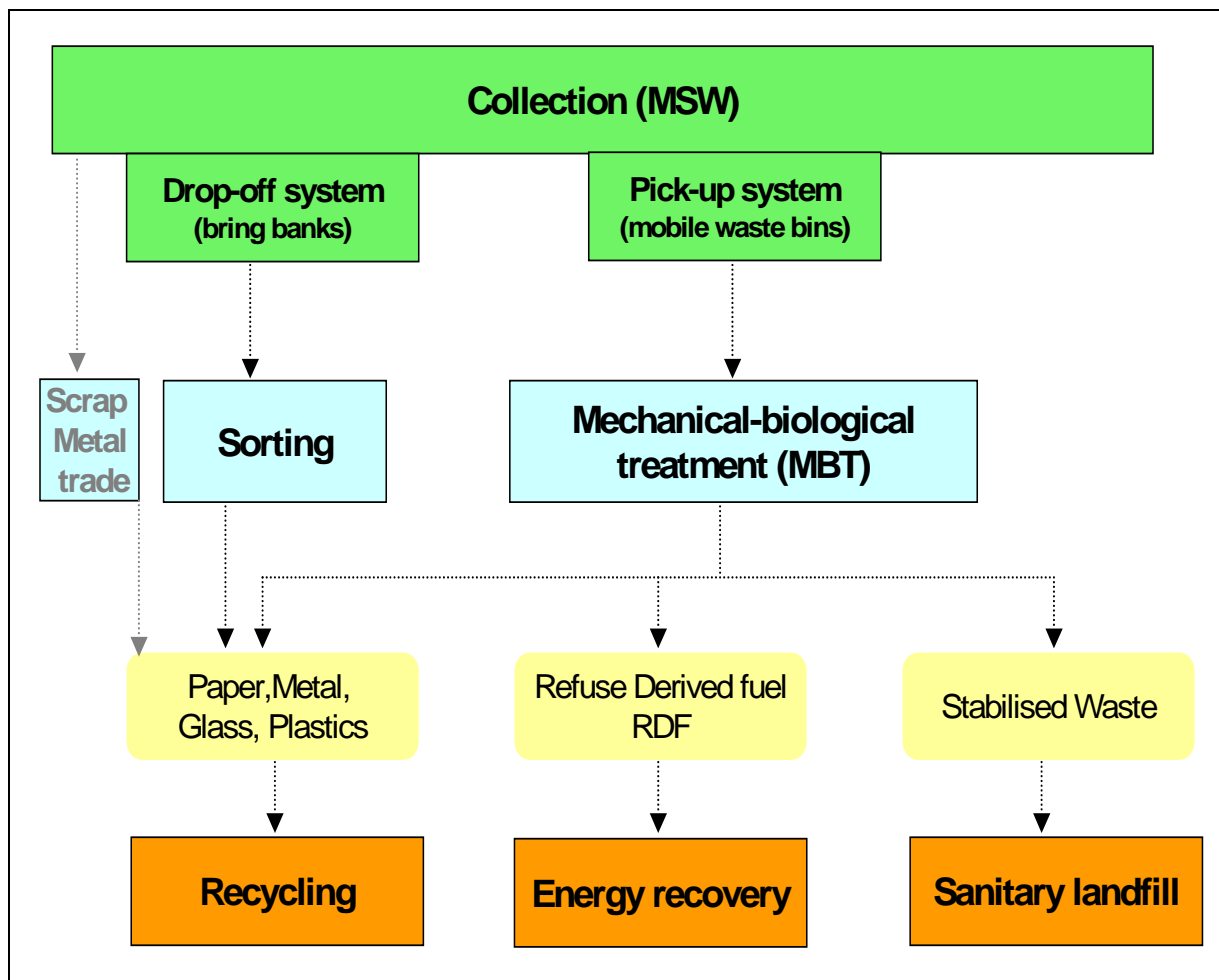 Collection (MSW)
Drop-off system
(bring banks)
Pick-up system
(mobile waste bins)
Scrap
Metal
trade
Sorting
Mechanical-biological
treatment (MBT)
Paper,Metal,
Glass, Plastics
Refuse Derived fuel
RDF
Stabilised Waste
Recycling
Energy recovery
Sanitary landfill